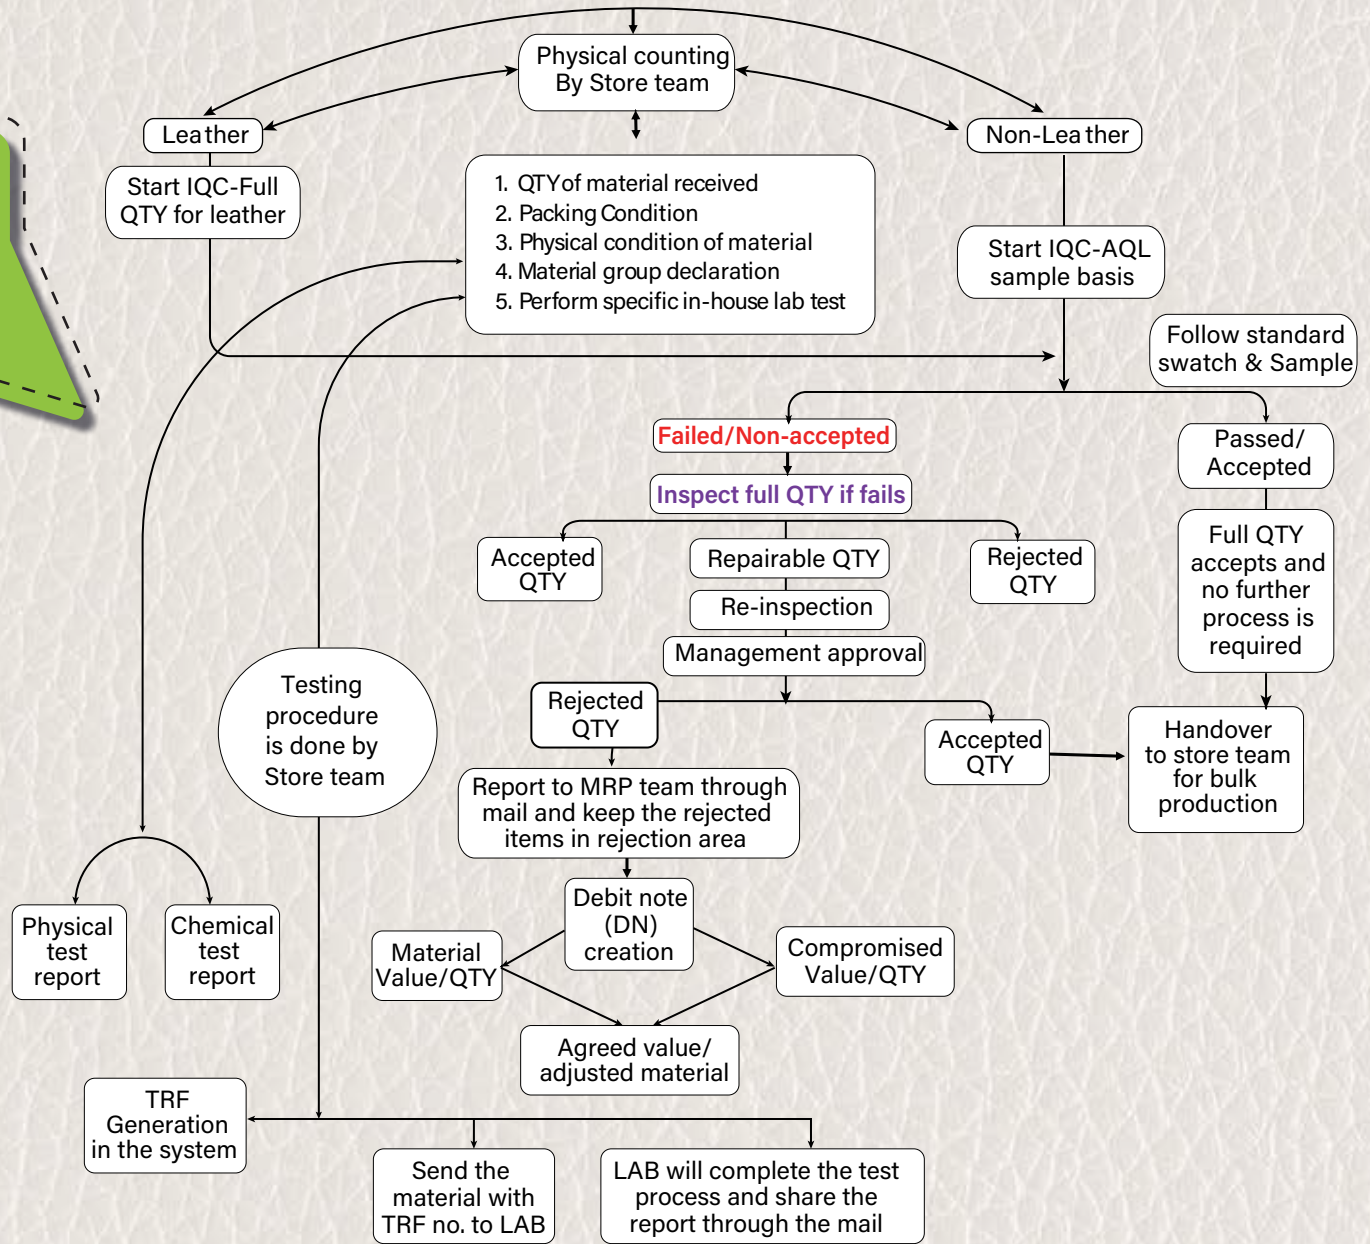 Physical counting
By Store team
Leather
Non-Leather
Start IQC-Full
QTY for leather
1. QTY of material received
2. Packing Condition
3. Physical condition of material
4. Material group declaration
5. Perform specific in-house lab test
Start IQC-AQL
sample basis
Follow standard
swatch & Sample
Failed/Non-accepted
Passed/
Accepted
Inspect full QTY if fails
Accepted
QTY
Repairable QTY
Rejected
QTY
Full QTY
accepts and
no further
process is
required
Re-inspection
Management approval
Testing
procedure
is done by
Store team
Rejected
QTY
Accepted
QTY
Handover
to store team
for bulk
production
Report to MRP team through
mail and keep the rejected
items in rejection area
Debit note
(DN)
creation
Physical
test
report
Chemical
test
report
Material
Value/QTY
Compromised
Value/QTY
Agreed value/
adjusted material
TRF
Generation
in the system
Send the
material with
TRF no. to LAB
LAB will complete the test
process and share the
report through the mail